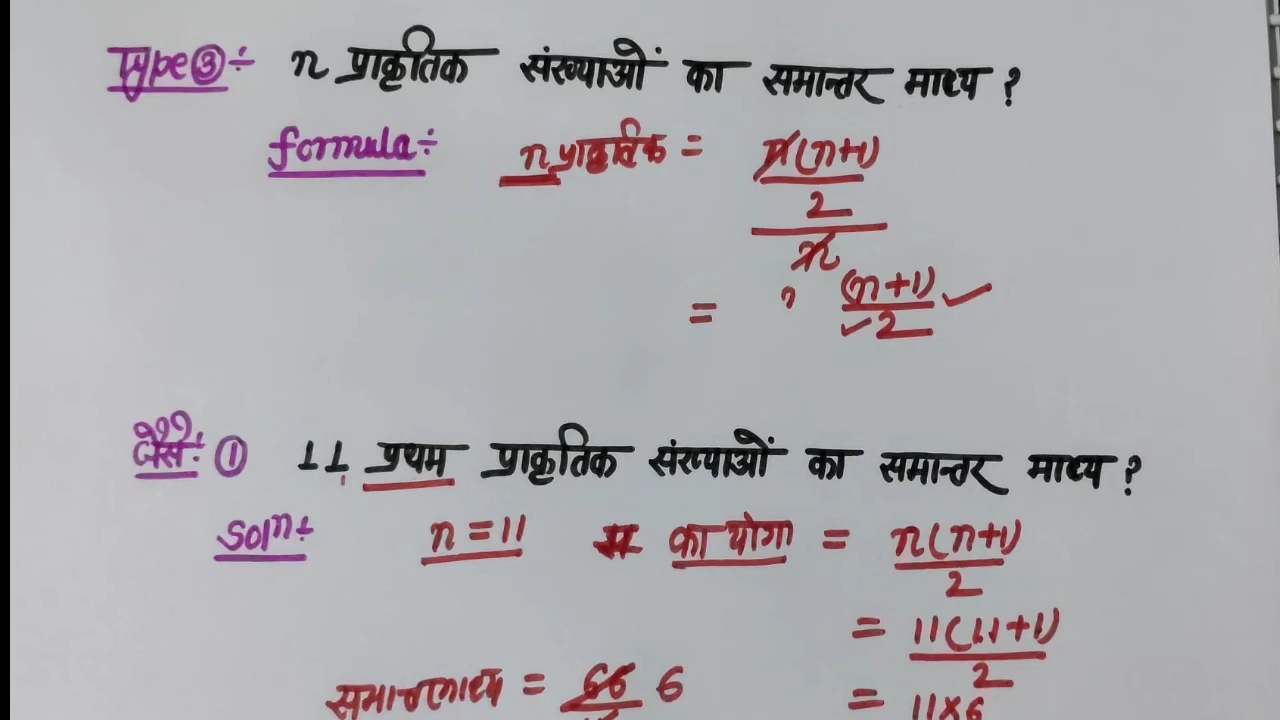 Type③÷ n प्राकृतिक संख्याओं का समान्तर माध्य ?
formula÷ n प्राकृतिक = n(n+1)
2
n
= (n+1)
2
जैसे:- ① 11 प्रथम प्राकृतिक संख्याओं का समान्तर माध्य ?
Solⁿ÷ n = 11 का योग = n(n+1)
2
= 11(11+1)
2
समान्तर माध्य = 66 6 = 11×6